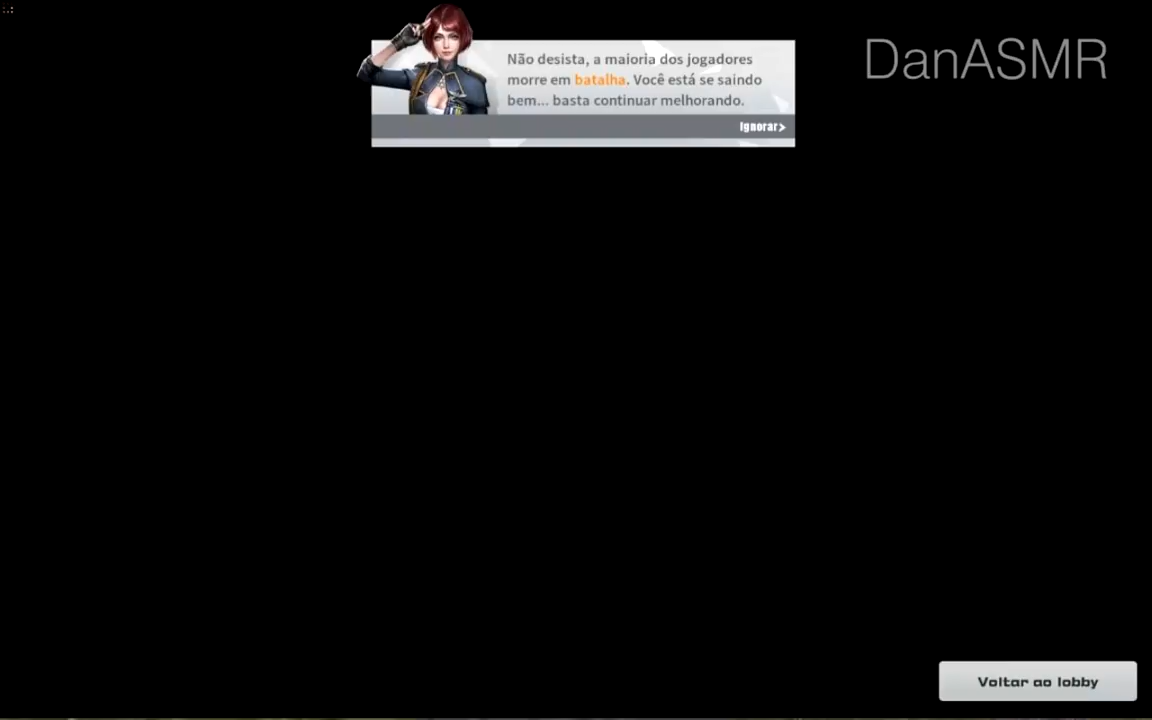 DanASMR
Não desista, a maioria dos jogadores
morre em batalha. Você está se saindo
bem... basta continuar melhorando.
Ignorar>
Voltar ao lobby